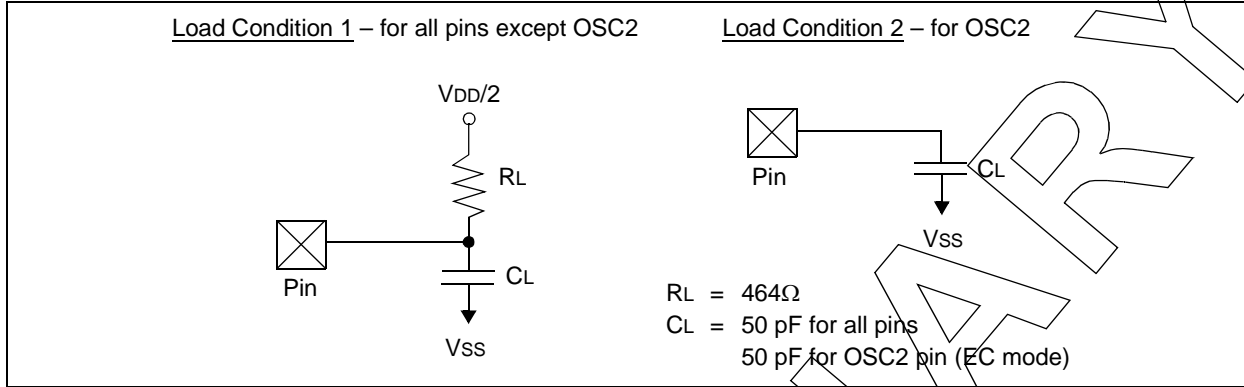 Load Condition 1 – for all pins except OSC2
Load Condition 2 – for OSC2
VDD/2
RL
Pin
CL
VSS
Pin
CL
VSS
RL = 464Ω
CL = 50 pF for all pins
50 pF for OSC2 pin (EC mode)
A R Y